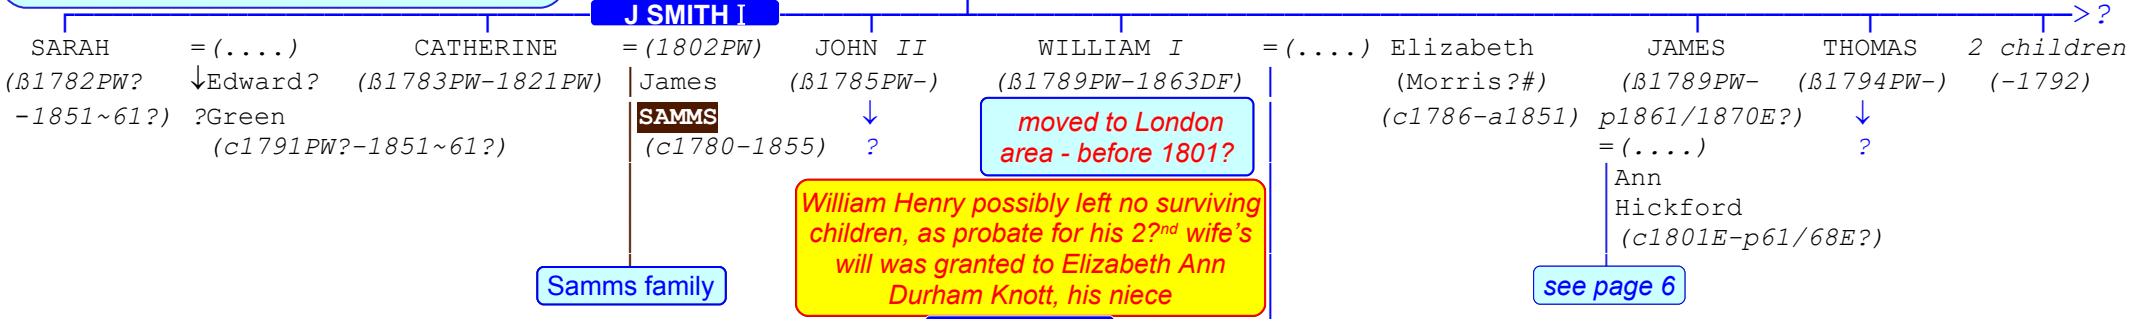 J SMITH I
> ?
SARAH =(....) CATHERINE =(1802PW) JOHN II WILLIAM I =(....) Elizabeth JAMES THOMAS 2 children
(ß1782PW? ↓Edward? (ß1783PW-1821PW) James (ß1785PW-) (ß1789PW-1863DF) (Morris?#) (ß1789PW- (ß1794PW-) (-1792)
-1851~61?) ?Green SAMMS ↓ (c1786-a1851) p1861/1870E?) ↓
(c1791PW?-1851~61?) (c1780-1855) ? =(....) ?
moved to London
area - before 1801?
Ann
Hickford
(c1801E-p61/68E?)
William Henry possibly left no surviving
children, as probate for his 2?nd wife's
will was granted to Elizabeth Ann
Durham Knott, his niece
Samms family
see page 6